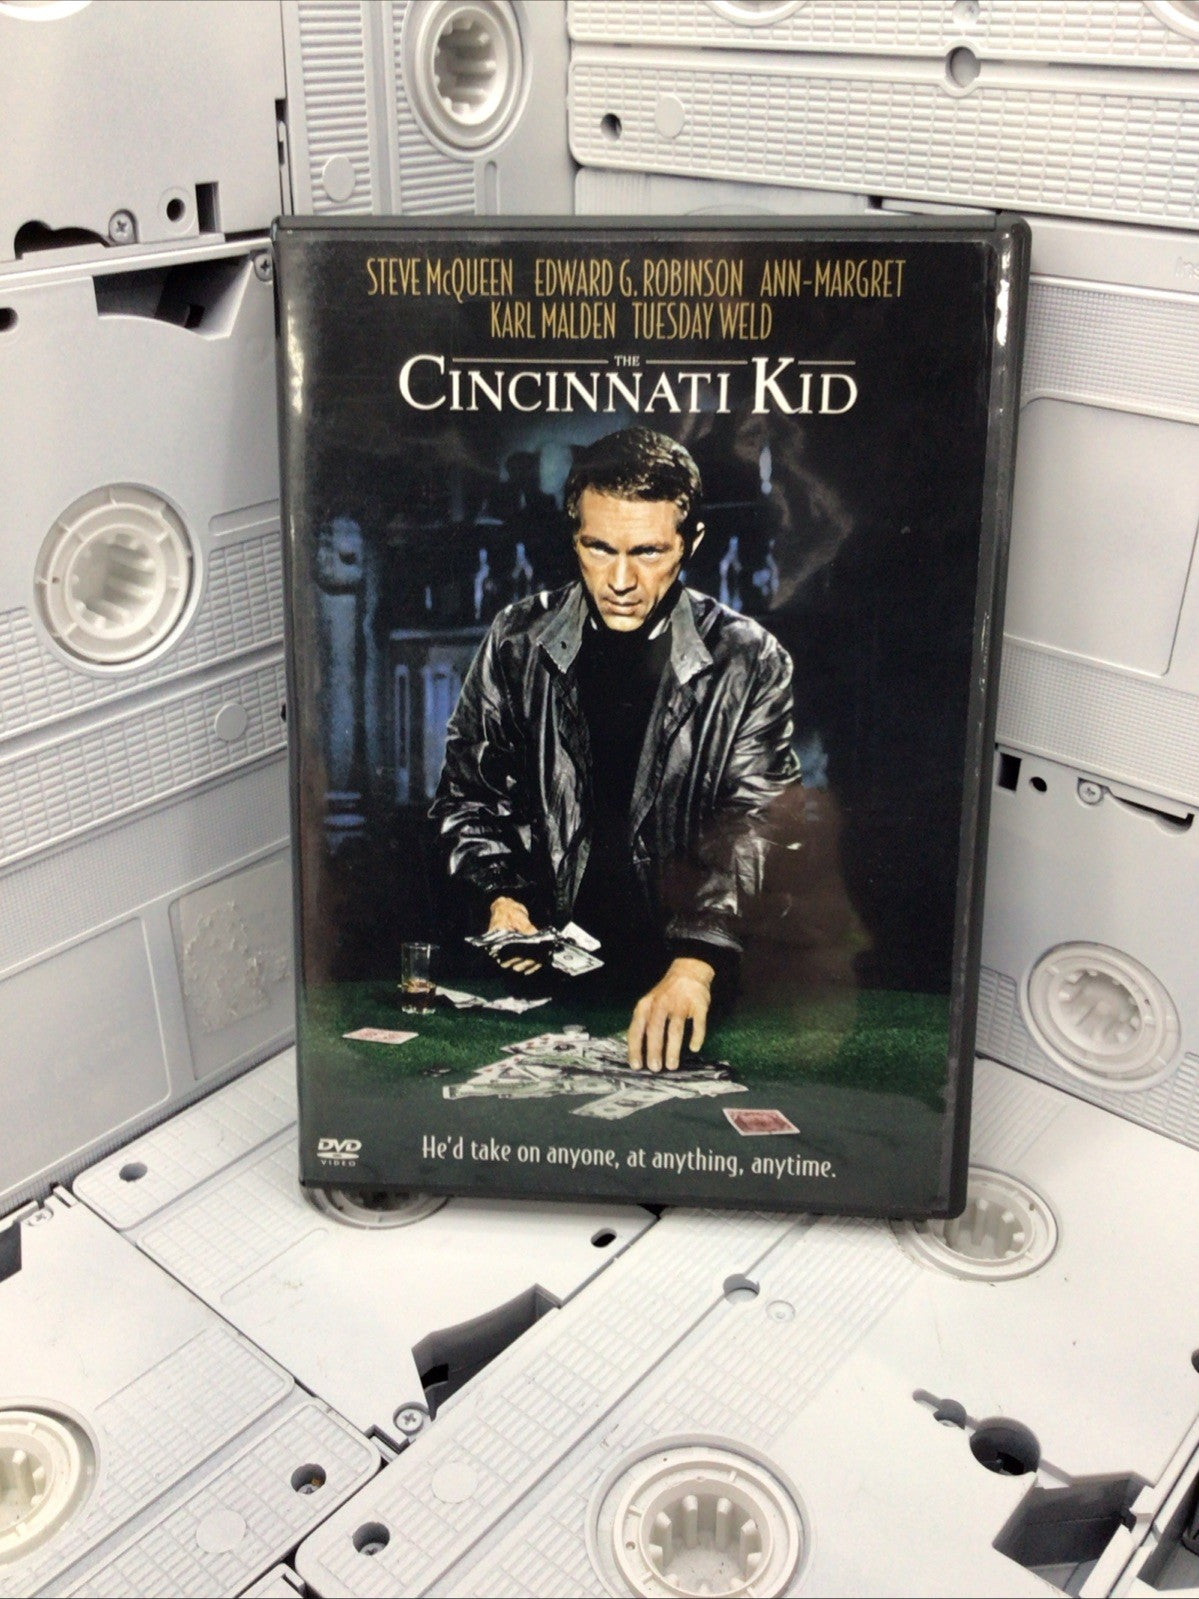 STEVE McQUEEN EDWARD G. ROBINSON ANN-MARGRET
KARL MALDEN TUESDAY WELD
THE
CINCINNATI KID
DVD
VIDEO
He'd take on anyone, at anything, anytime.